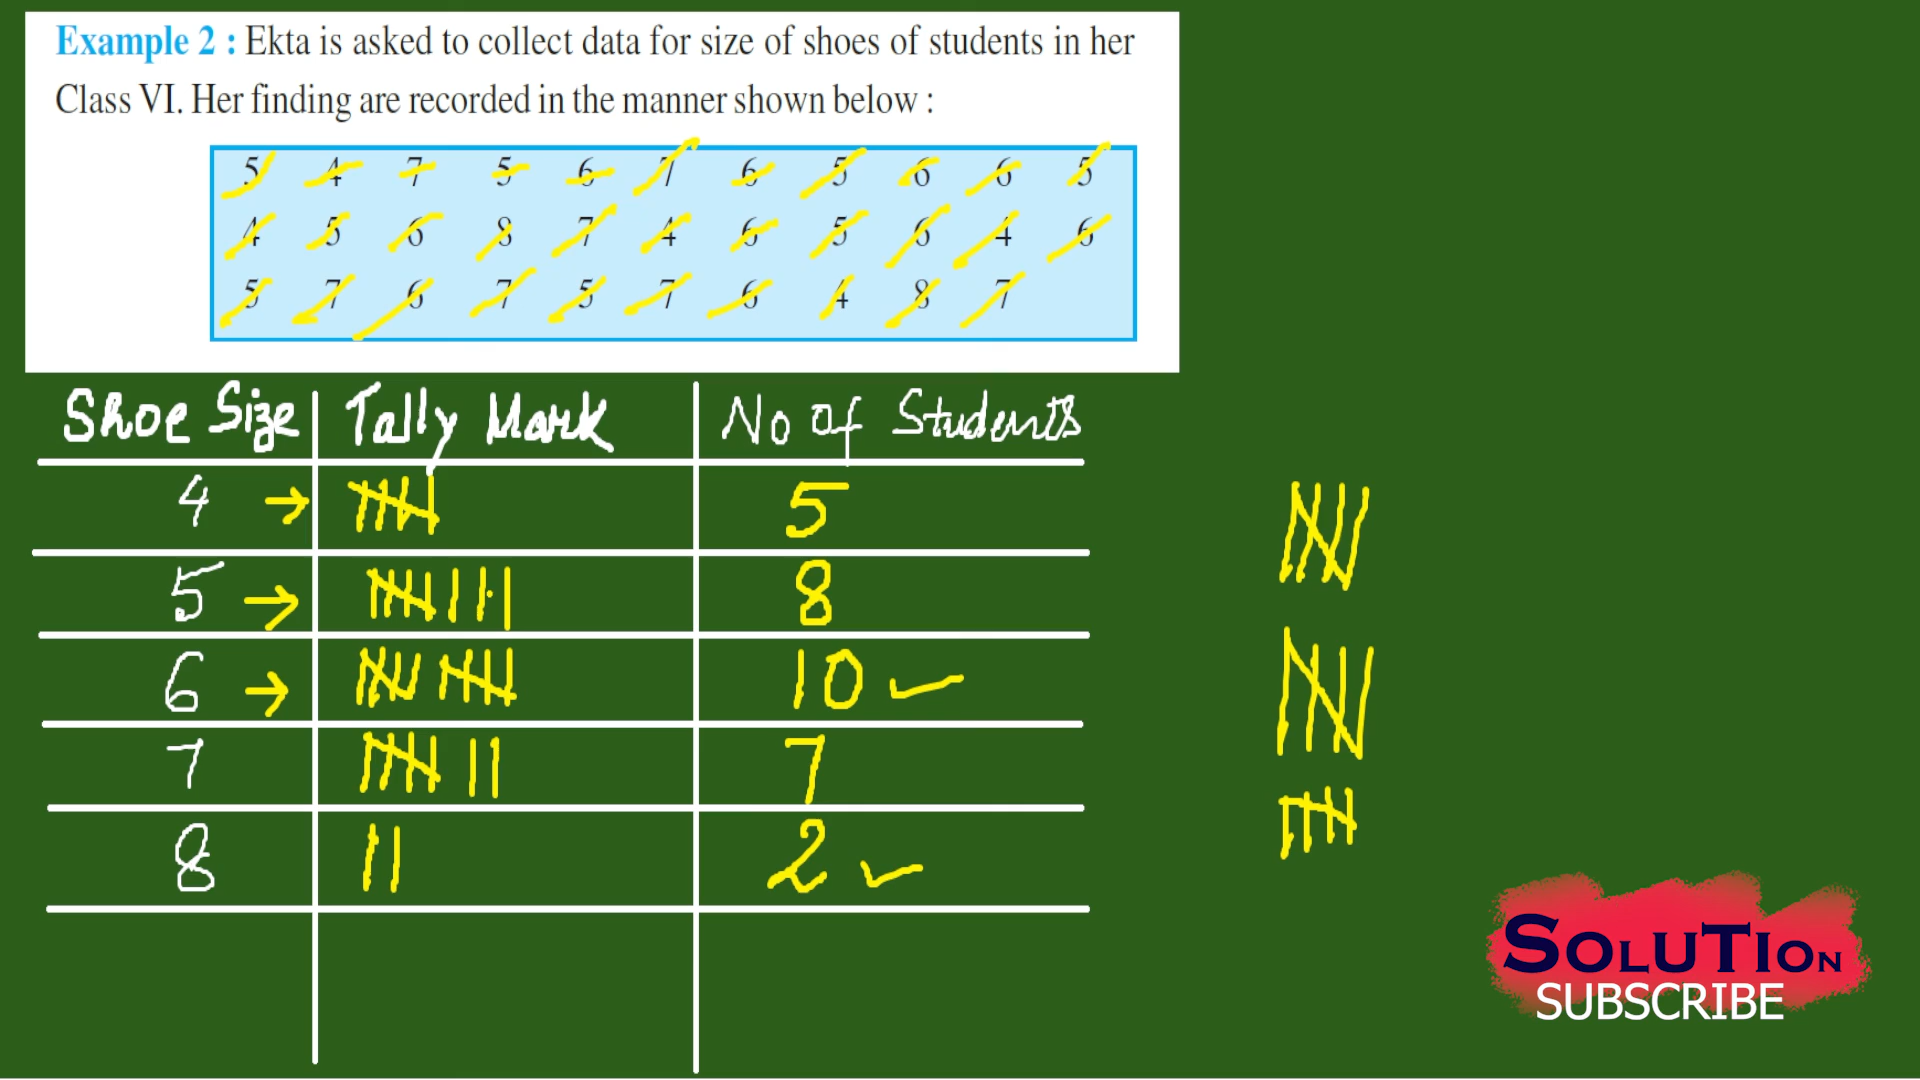 Example 2 : Ekta is asked to collect data for size of shoes of students in her
Class VI. Her finding are recorded in the manner shown below :
5 4 7 5 6 7 6 5 6 6 5
4 5 6 8 7 4 6 5 6 4 6
5 7 6 7 5 7 6 4 8 7
Shoe Size Tally Mark No of Students
4 → 5
5 → 8
6 → 10
7 7
8 2
SOLUTION
SUBSCRIBE